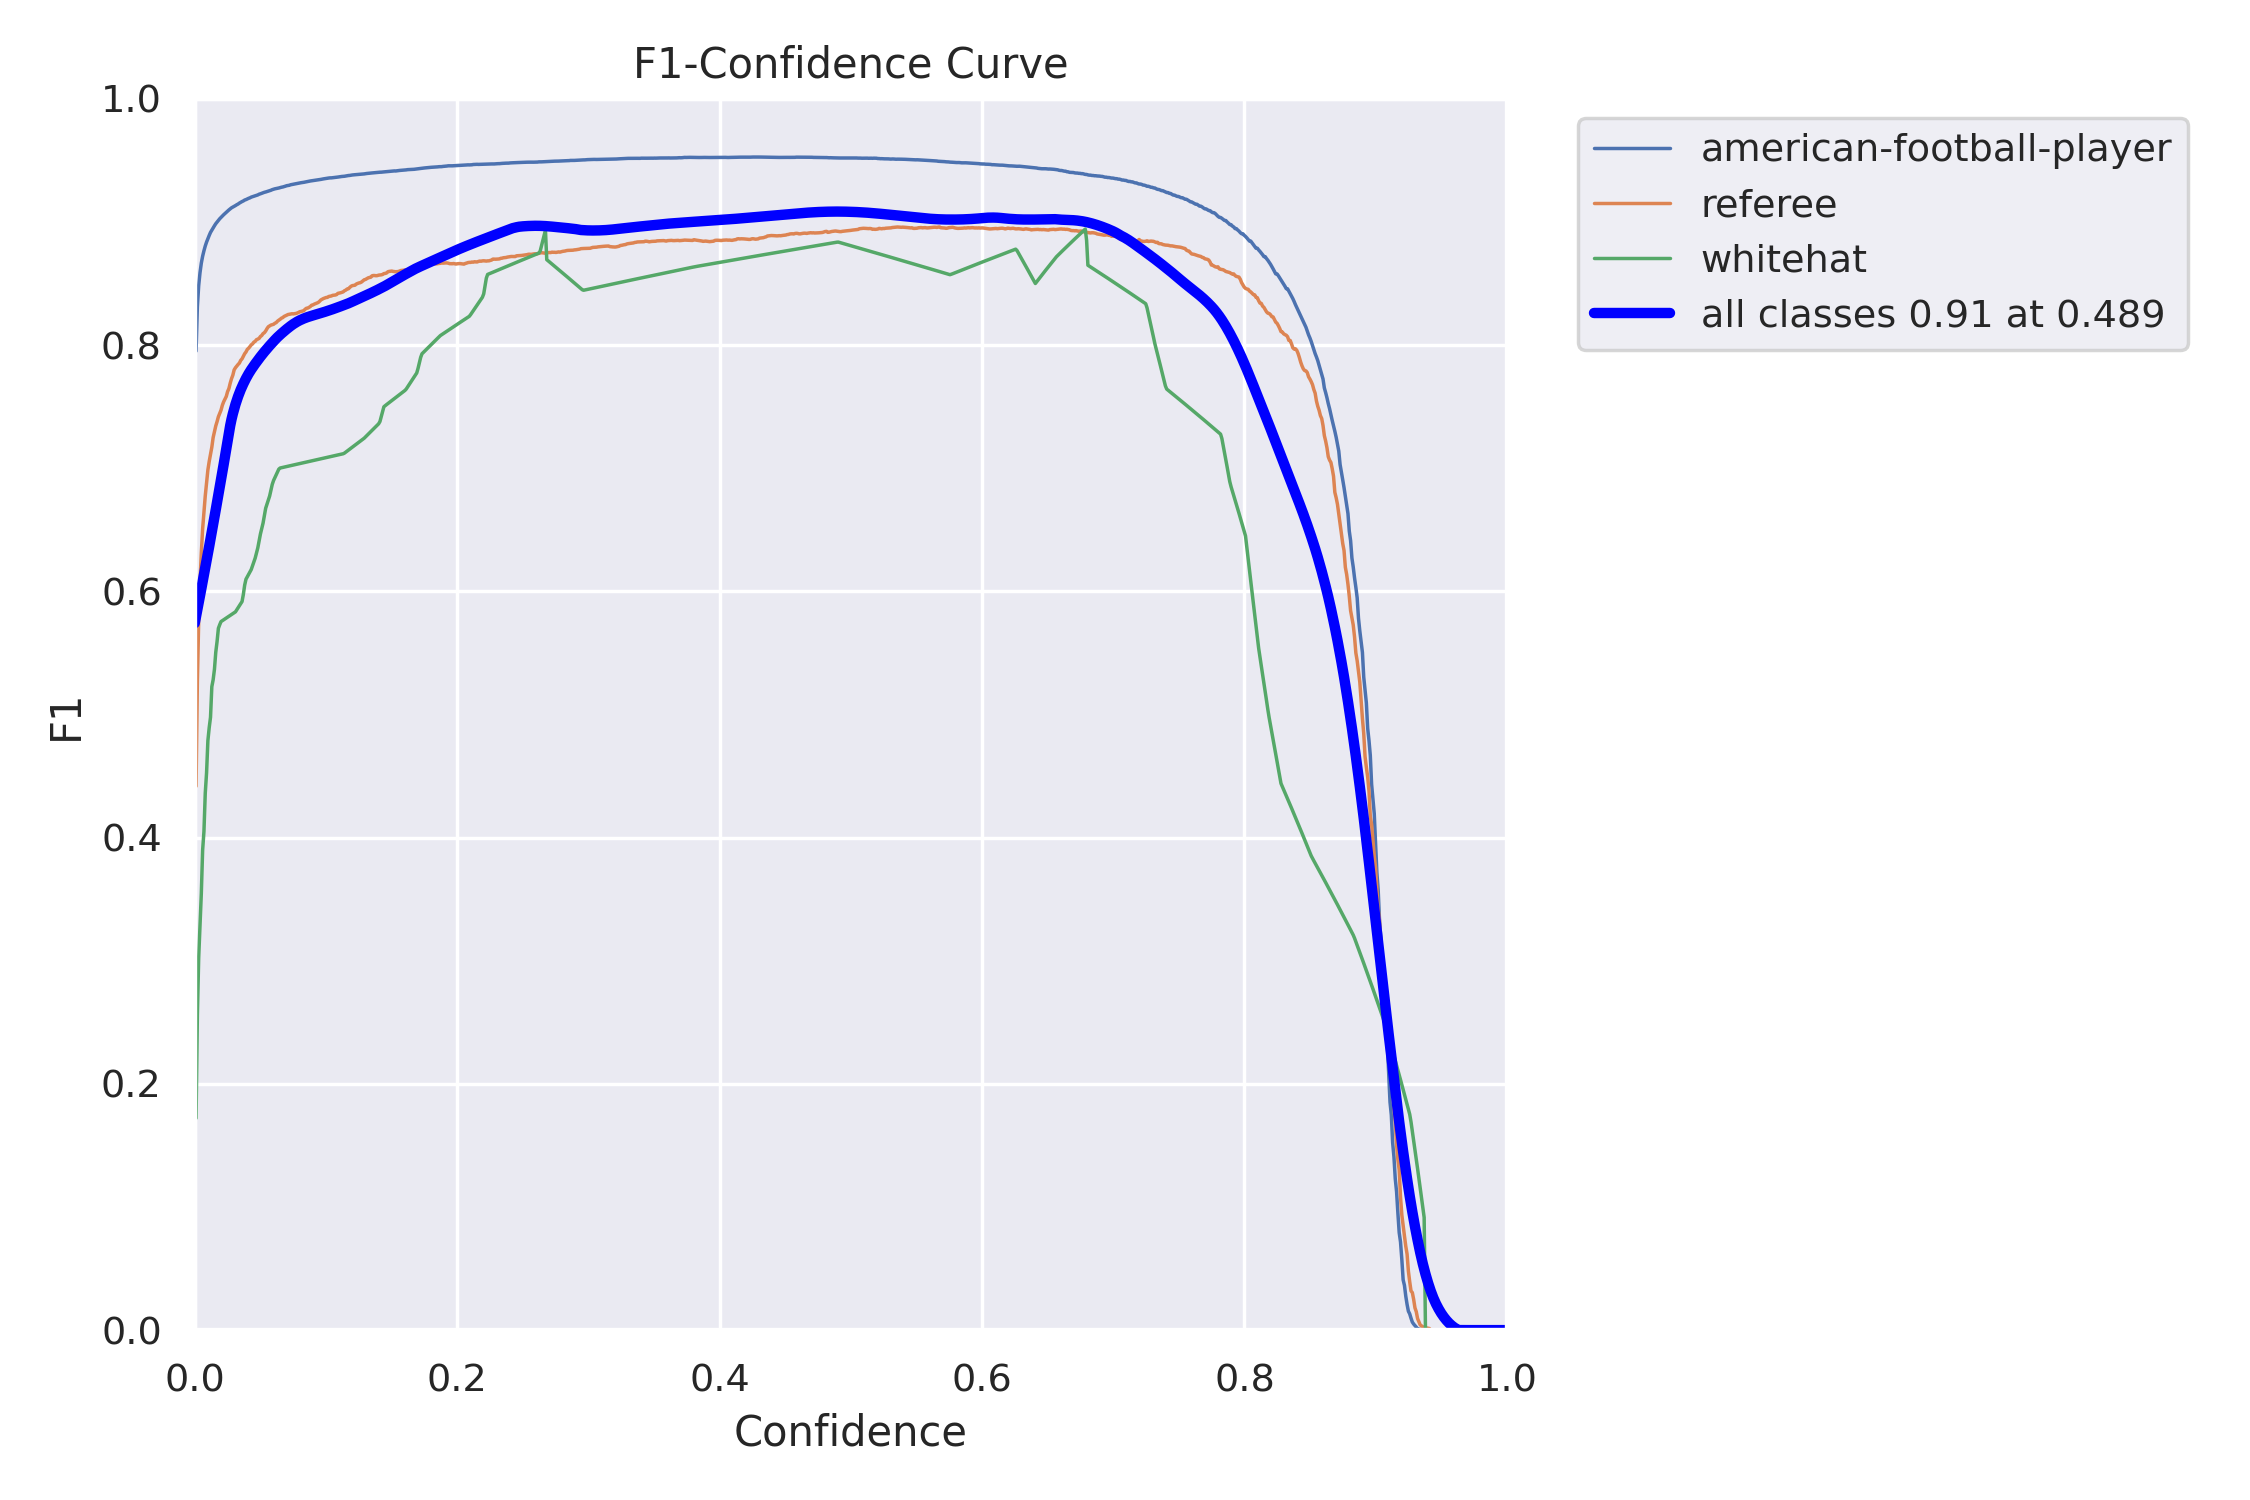 F1-Confidence Curve
1.0
0.8
0.6
0.4
0.2
0.0
F1
0.0 0.2 0.4 0.6 0.8 1.0
Confidence
american-football-player
referee
whitehat
all classes 0.91 at 0.489